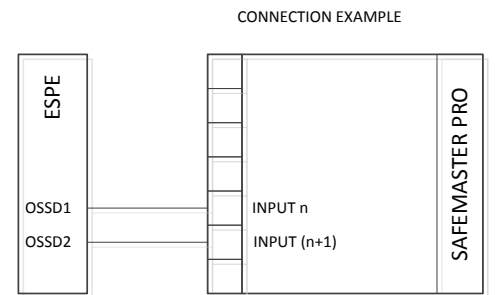 CONNECTION EXAMPLE
ESPE
SAFEMASTER PRO
OSSD1
INPUT n
OSSD2
INPUT (n+1)